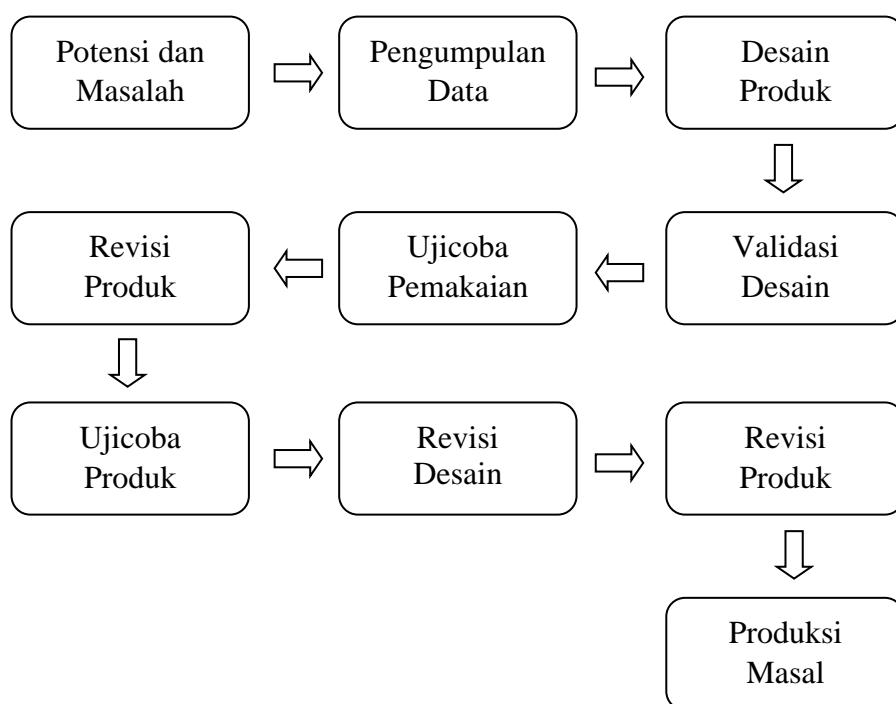 Potensi dan
Masalah
Pengumpulan
Data
Desain
Produk
Validasi
Desain
Ujicoba
Pemakaian
Revisi
Produk
Ujicoba
Produk
Revisi
Desain
Revisi
Produk
Produksi
Masal